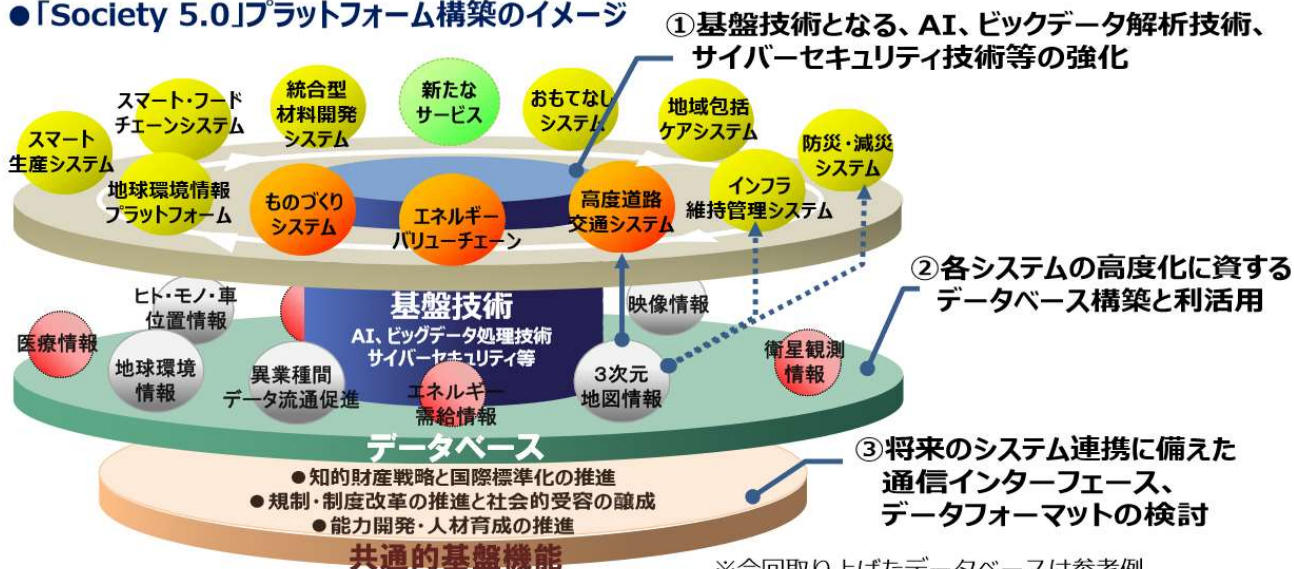 ●「Society 5.0」プラットフォーム構築のイメージ
①基盤技術となる、AI、ビックデータ解析技術、
サイバーセキュリティ技術等の強化
スマート
生産システム
スマート・フード
チェーンシステム
統合型
材料開発
システム
新たな
サービス
おもてなし
システム
地域包括
ケアシステム
防災・減災
システム
地球環境情報
プラットフォーム
ものづくり
システム
エネルギー
バリューチェーン
高度道路
交通システム
インフラ
維持管理システム
②各システムの高度化に資する
データベース構築と利活用
ヒト・モノ・車
位置情報
基盤技術
AI、ビッグデータ処理技術
サイバーセキュリティ等
映像情報
医療情報
地球環境
情報
異業種間
データ流通促進
エネルギー
需給情報
3次元
地図情報
衛星観測
情報
データベース
③将来のシステム連携に備えた
通信インターフェース、
データフォーマットの検討
●知的財産戦略と国際標準化の推進
●規制・制度改革の推進と社会的受容の醸成
●能力開発・人材育成の推進
共通的基盤機能
※今回取り上げたデータベースは参考例